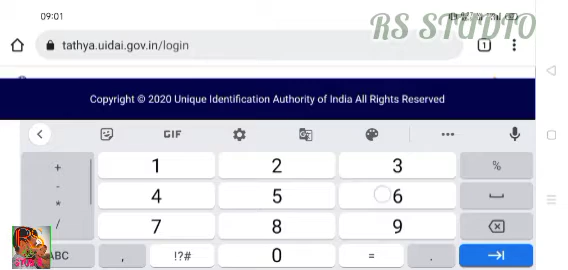 09:01
RS STUDIO
tathya.uidai.gov.in/login
1
Copyright © 2020 Unique Identification Authority of India All Rights Reserved
GIF
+ 1 2 3 %
- 4 5 6
*
/ 7 8 9
ABC , !?# 0 = .